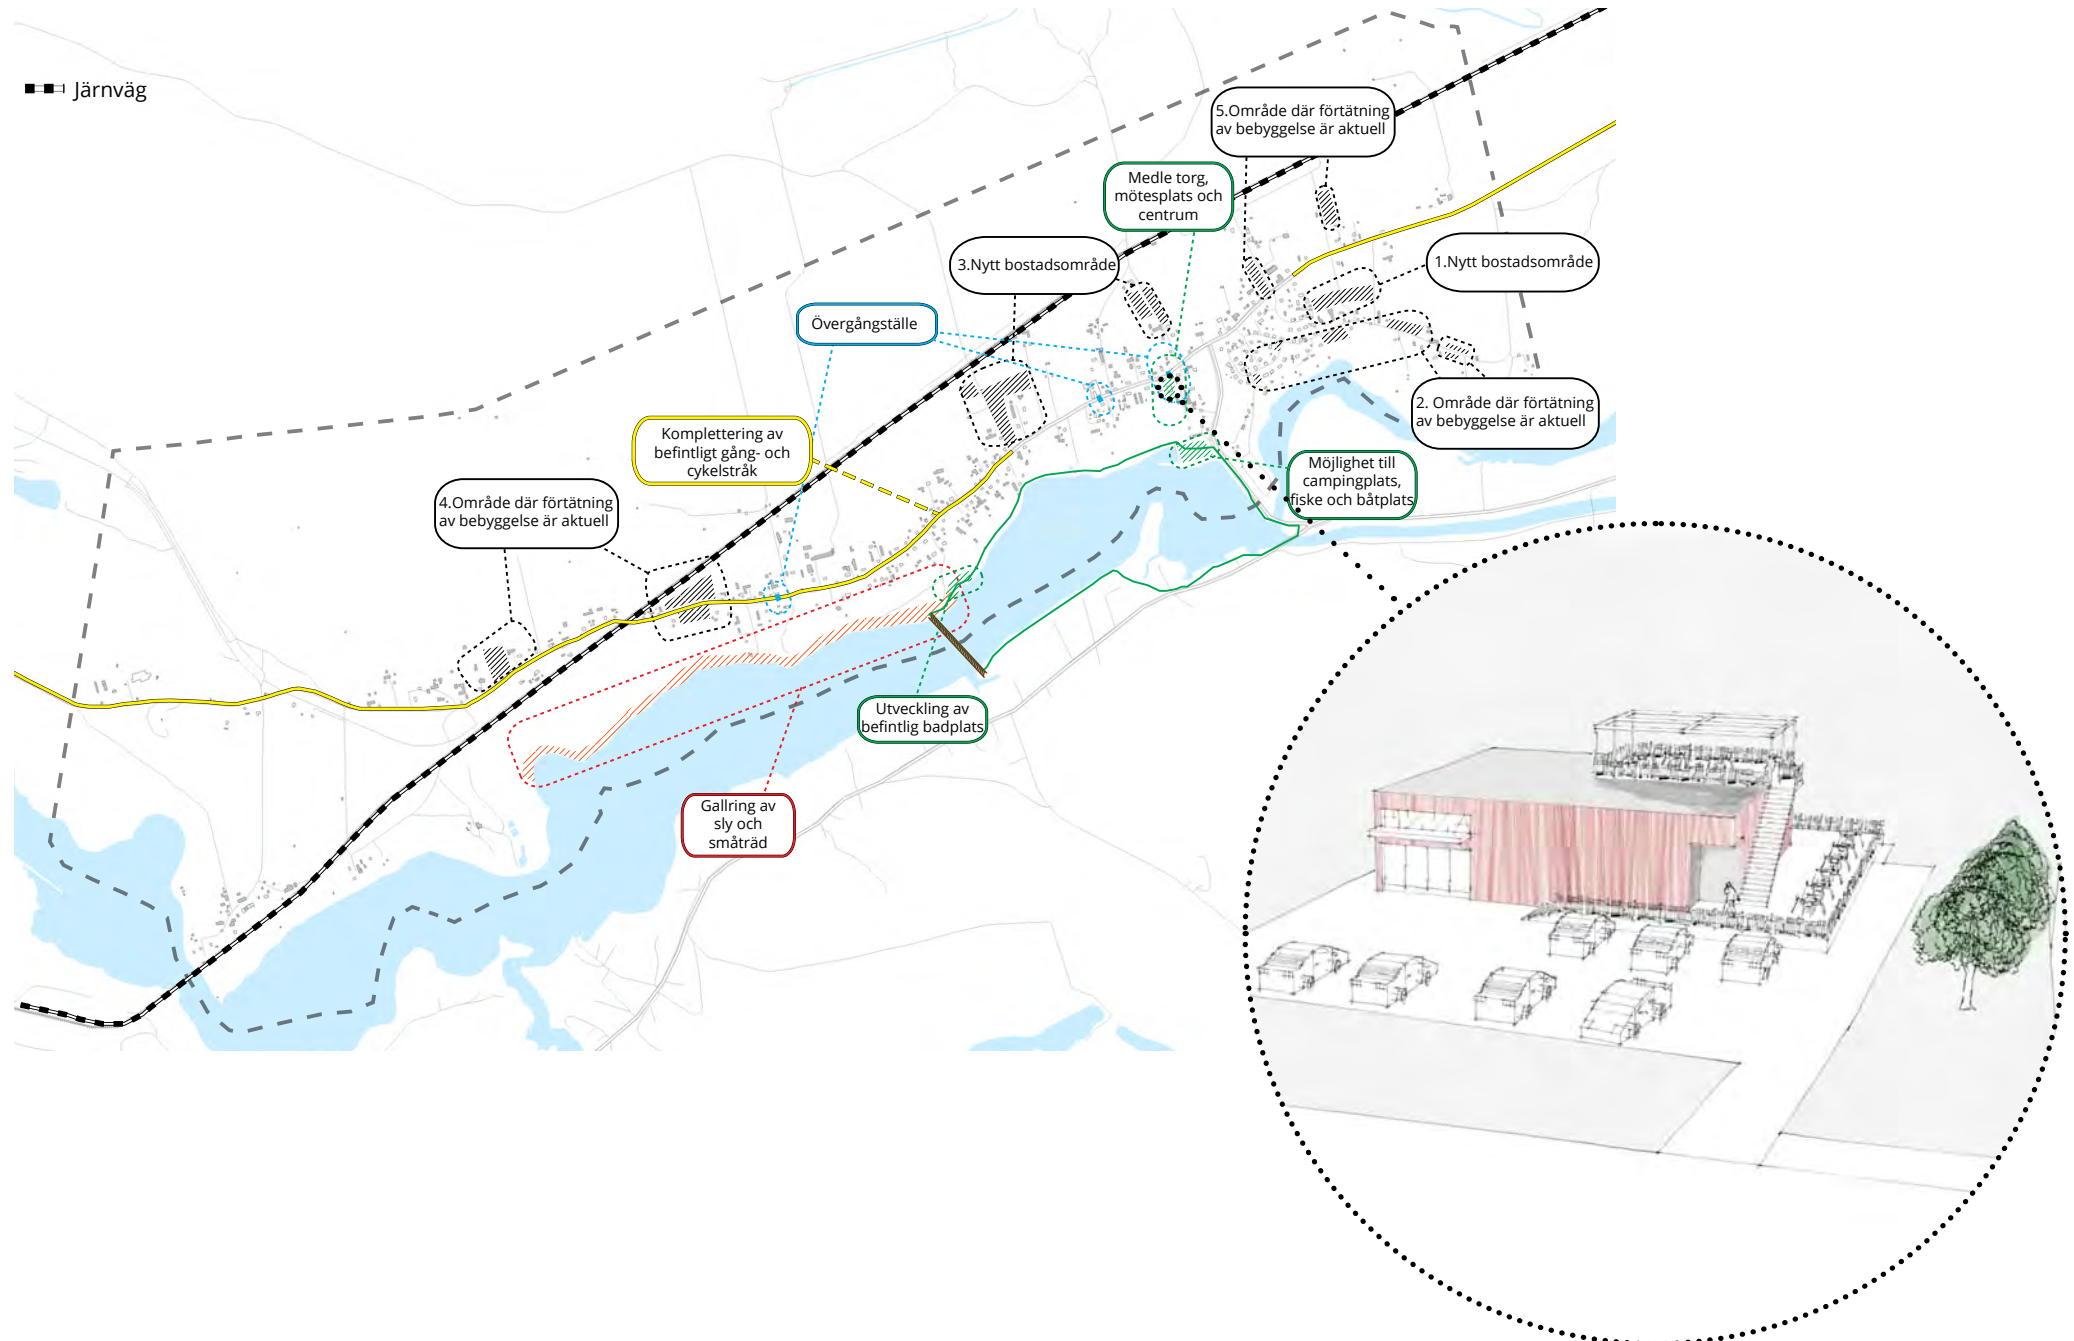 Järnväg
5.Område där förtätning
av bebyggelse är aktuell
Medle torg,
mötesplats och
centrum
3.Nytt bostadsområde
1.Nytt bostadsområde
Övergångställe
2. Område där förtätning
av bebyggelse är aktuell
Komplettering av
befintligt gång- och
cykelstråk
Möjlighet till
campingplats,
fiske och båtplats
4.Område där förtätning
av bebyggelse är aktuell
Utveckling av
befintlig badplats
Gallring av
sly och
småträd